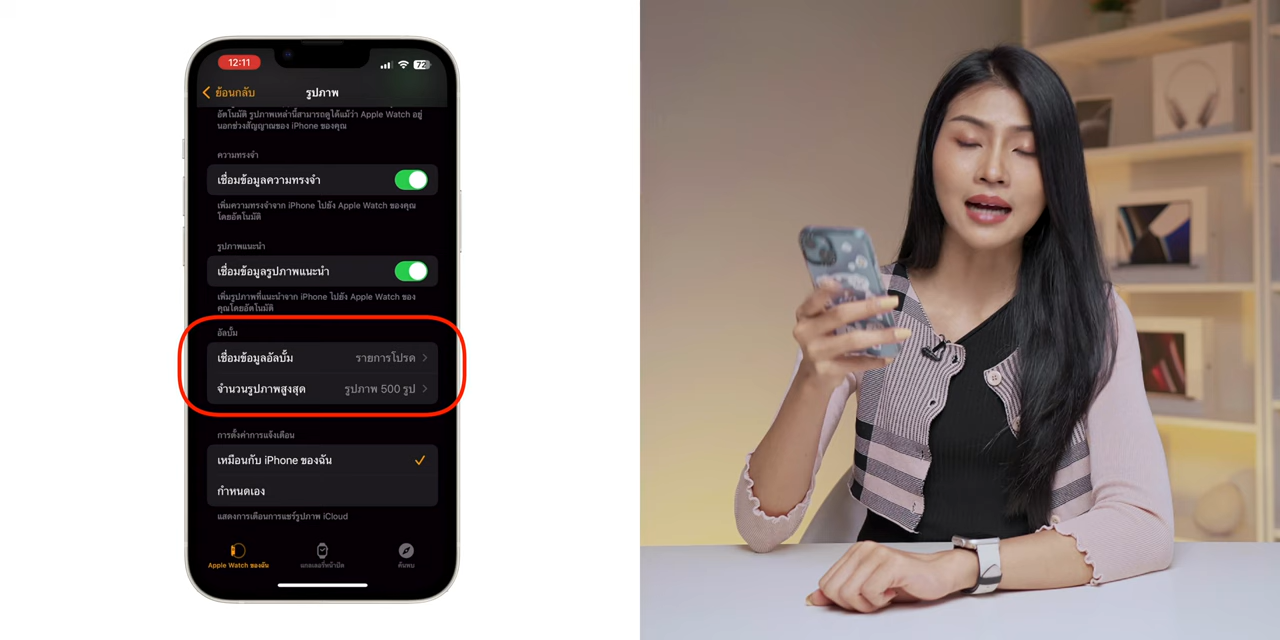 12:11
72
ย้อนกลับ
รูปภาพ
อัตโนมัติ รูปภาพเหล่านี้สามารถดูได้แม้ว่า Apple Watch อยู่
นอกช่วงสัญญาณของ iPhone ของคุณ
ความทรงจำ
เชื่อมข้อมูลความทรงจำ
เพิ่มความทรงจำจาก iPhone ไปยัง Apple Watch ของคุณ
โดยอัตโนมัติ
รูปภาพแนะนำ
เชื่อมข้อมูลรูปภาพแนะนำ
เพิ่มรูปภาพที่แนะนำจาก iPhone ไปยัง Apple Watch ของ
คุณโดยอัตโนมัติ
อัลบั้ม
เชื่อมข้อมูลอัลบั้ม รายการโปรด
จำนวนรูปภาพสูงสุด รูปภาพ 500 รูป
การตั้งค่าการแจ้งเตือน
เหมือนกับ iPhone ของฉัน
กำหนดเอง
แสดงการเตือนการแชร์รูปภาพ iCloud
Apple Watch ของฉัน แกลเลอรี่หน้าปัด ค้นพบ